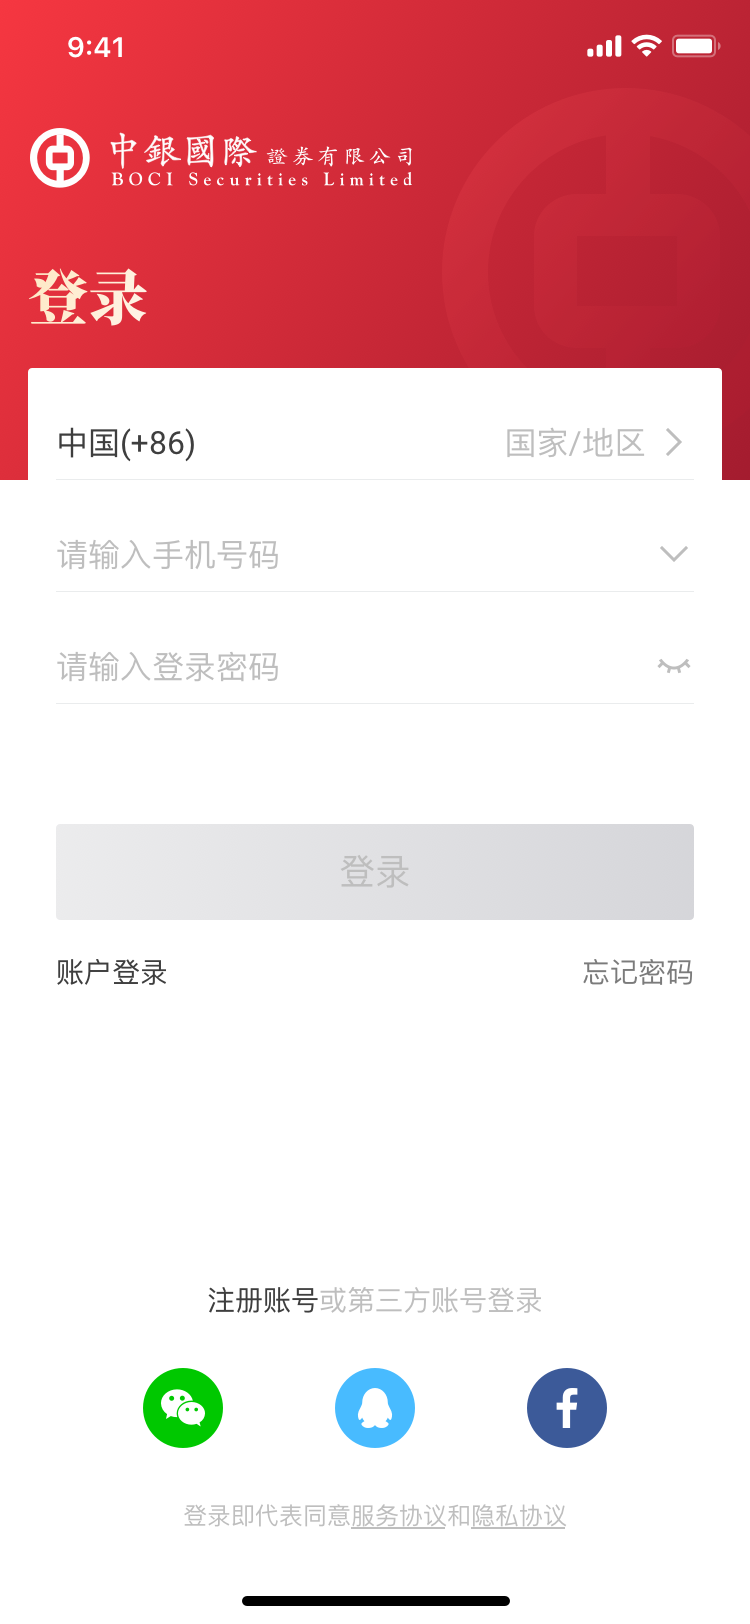 9:41
中銀國際 證券有限公司
BOCI Securities Limited
登录
中国(+86) 国家/地区
请输入手机号码
请输入登录密码
登录
账户登录 忘记密码
注册账号或第三方账号登录
登录即代表同意服务协议和隐私协议